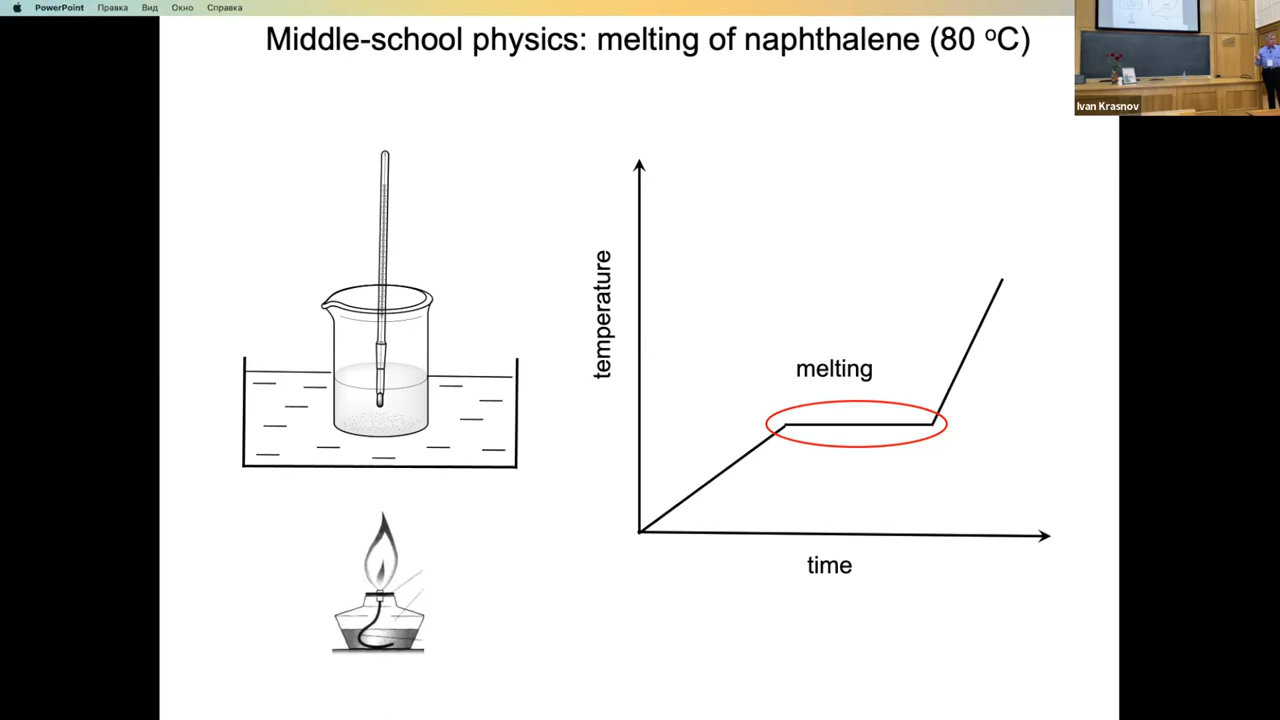 PowerPoint Правка Вид Окно Справка
Middle-school physics: melting of naphthalene (80 ºC)
Ivan Krasnov
temperature
melting
time